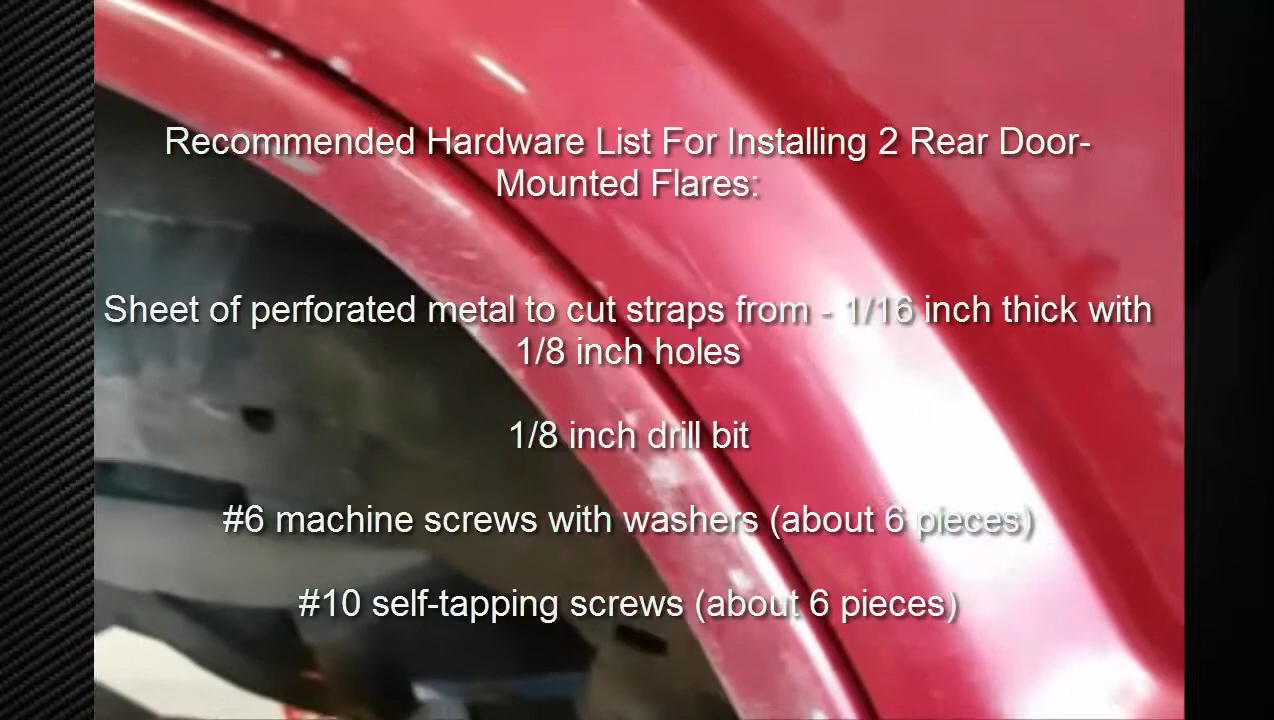 Recommended Hardware List For Installing 2 Rear Door-
Mounted Flares:
Sheet of perforated metal to cut straps from - 1/16 inch thick with
1/8 inch holes
1/8 inch drill bit
#6 machine screws with washers (about 6 pieces)
#10 self-tapping screws (about 6 pieces)